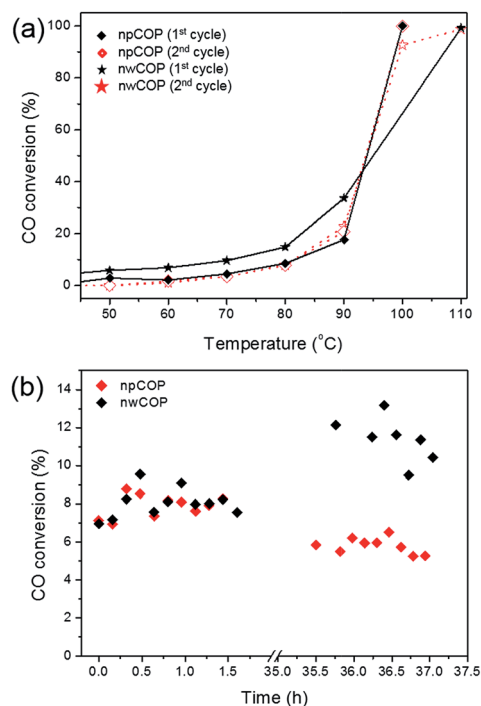 (a)
npCOP (1st cycle)
npCOP (2nd cycle)
nwCOP (1st cycle)
nwCOP (2nd cycle)
100
80
60
40
20
0
CO conversion (%)
50 60 70 80 90 100 110
Temperature (°C)
(b)
npCOP
nwCOP
14
12
10
8
6
4
2
0
CO conversion (%)
0.0 0.5 1.0 1.5 35.0 35.5 36.0 36.5 37.0 37.5
Time (h)